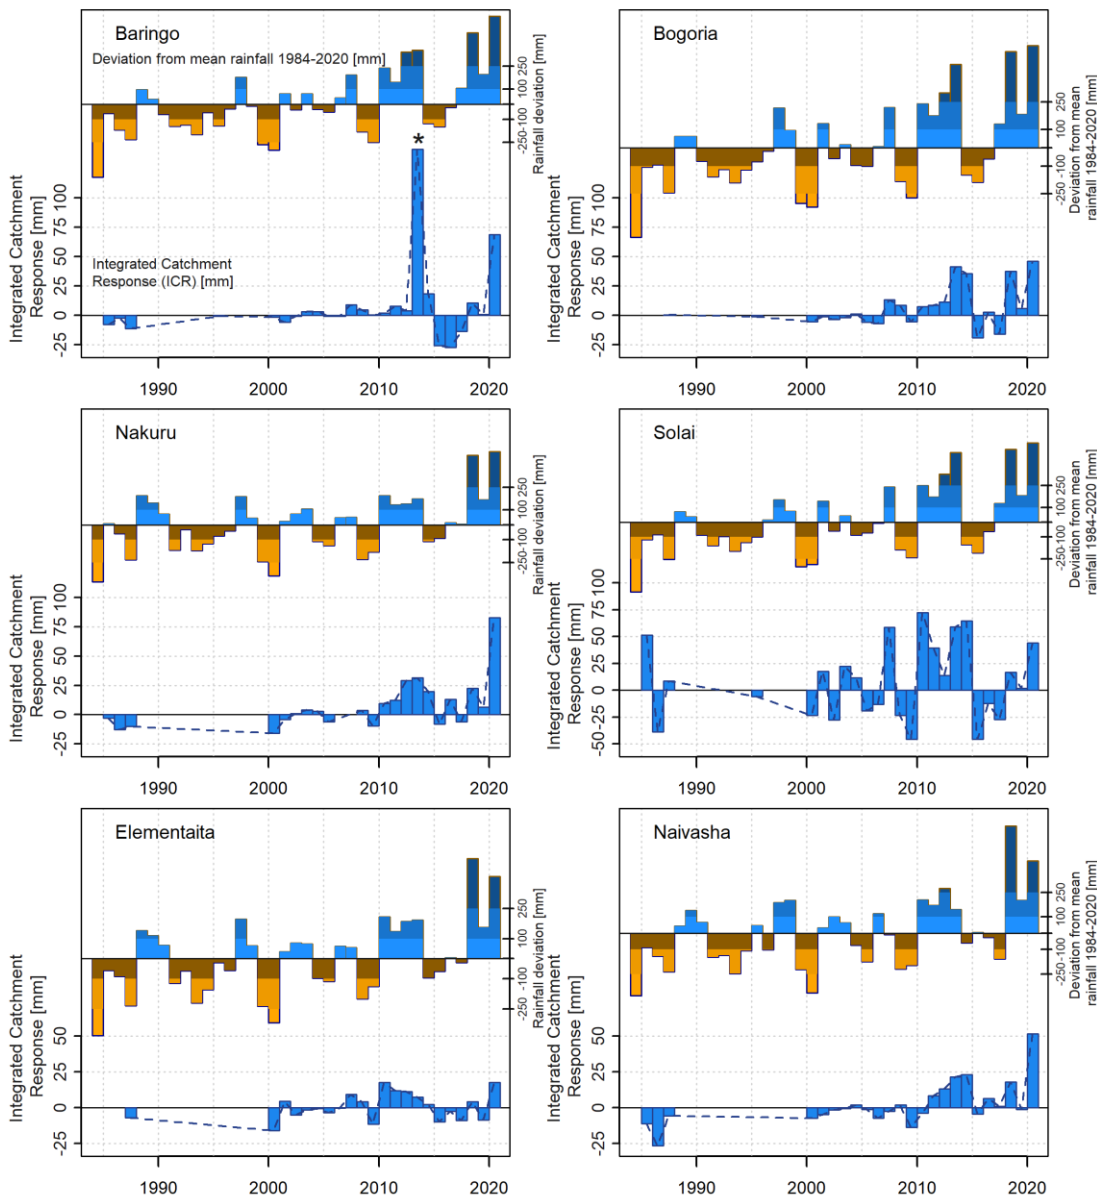 Baringo
Deviation from mean rainfall 1984-2020 [mm]
*
Integrated Catchment
Response (ICR) [mm]
Integrated Catchment
Response [mm]
100
75
50
25
0
-25
250
100
-100
-250
Rainfall deviation [mm]
1990
2000
2010
2020
Bogoria
Integrated Catchment
Response [mm]
100
75
50
25
0
-25
250
100
-100
-250
Deviation from mean
rainfall 1984-2020 [mm]
1990
2000
2010
2020
Nakuru
Integrated Catchment
Response [mm]
100
75
50
25
0
-25
250
100
-100
-250
Rainfall deviation [mm]
1990
2000
2010
2020
Solai
Integrated Catchment
Response [mm]
100
75
50
25
0
-25
-50
250
100
-100
-250
Deviation from mean
rainfall 1984-2020 [mm]
1990
2000
2010
2020
Elementaita
Integrated Catchment
Response [mm]
50
25
0
-25
250
100
-100
-250
Rainfall deviation [mm]
1990
2000
2010
2020
Naivasha
Integrated Catchment
Response [mm]
50
25
0
-25
250
100
-100
-250
Deviation from mean
rainfall 1984-2020 [mm]
1990
2000
2010
2020